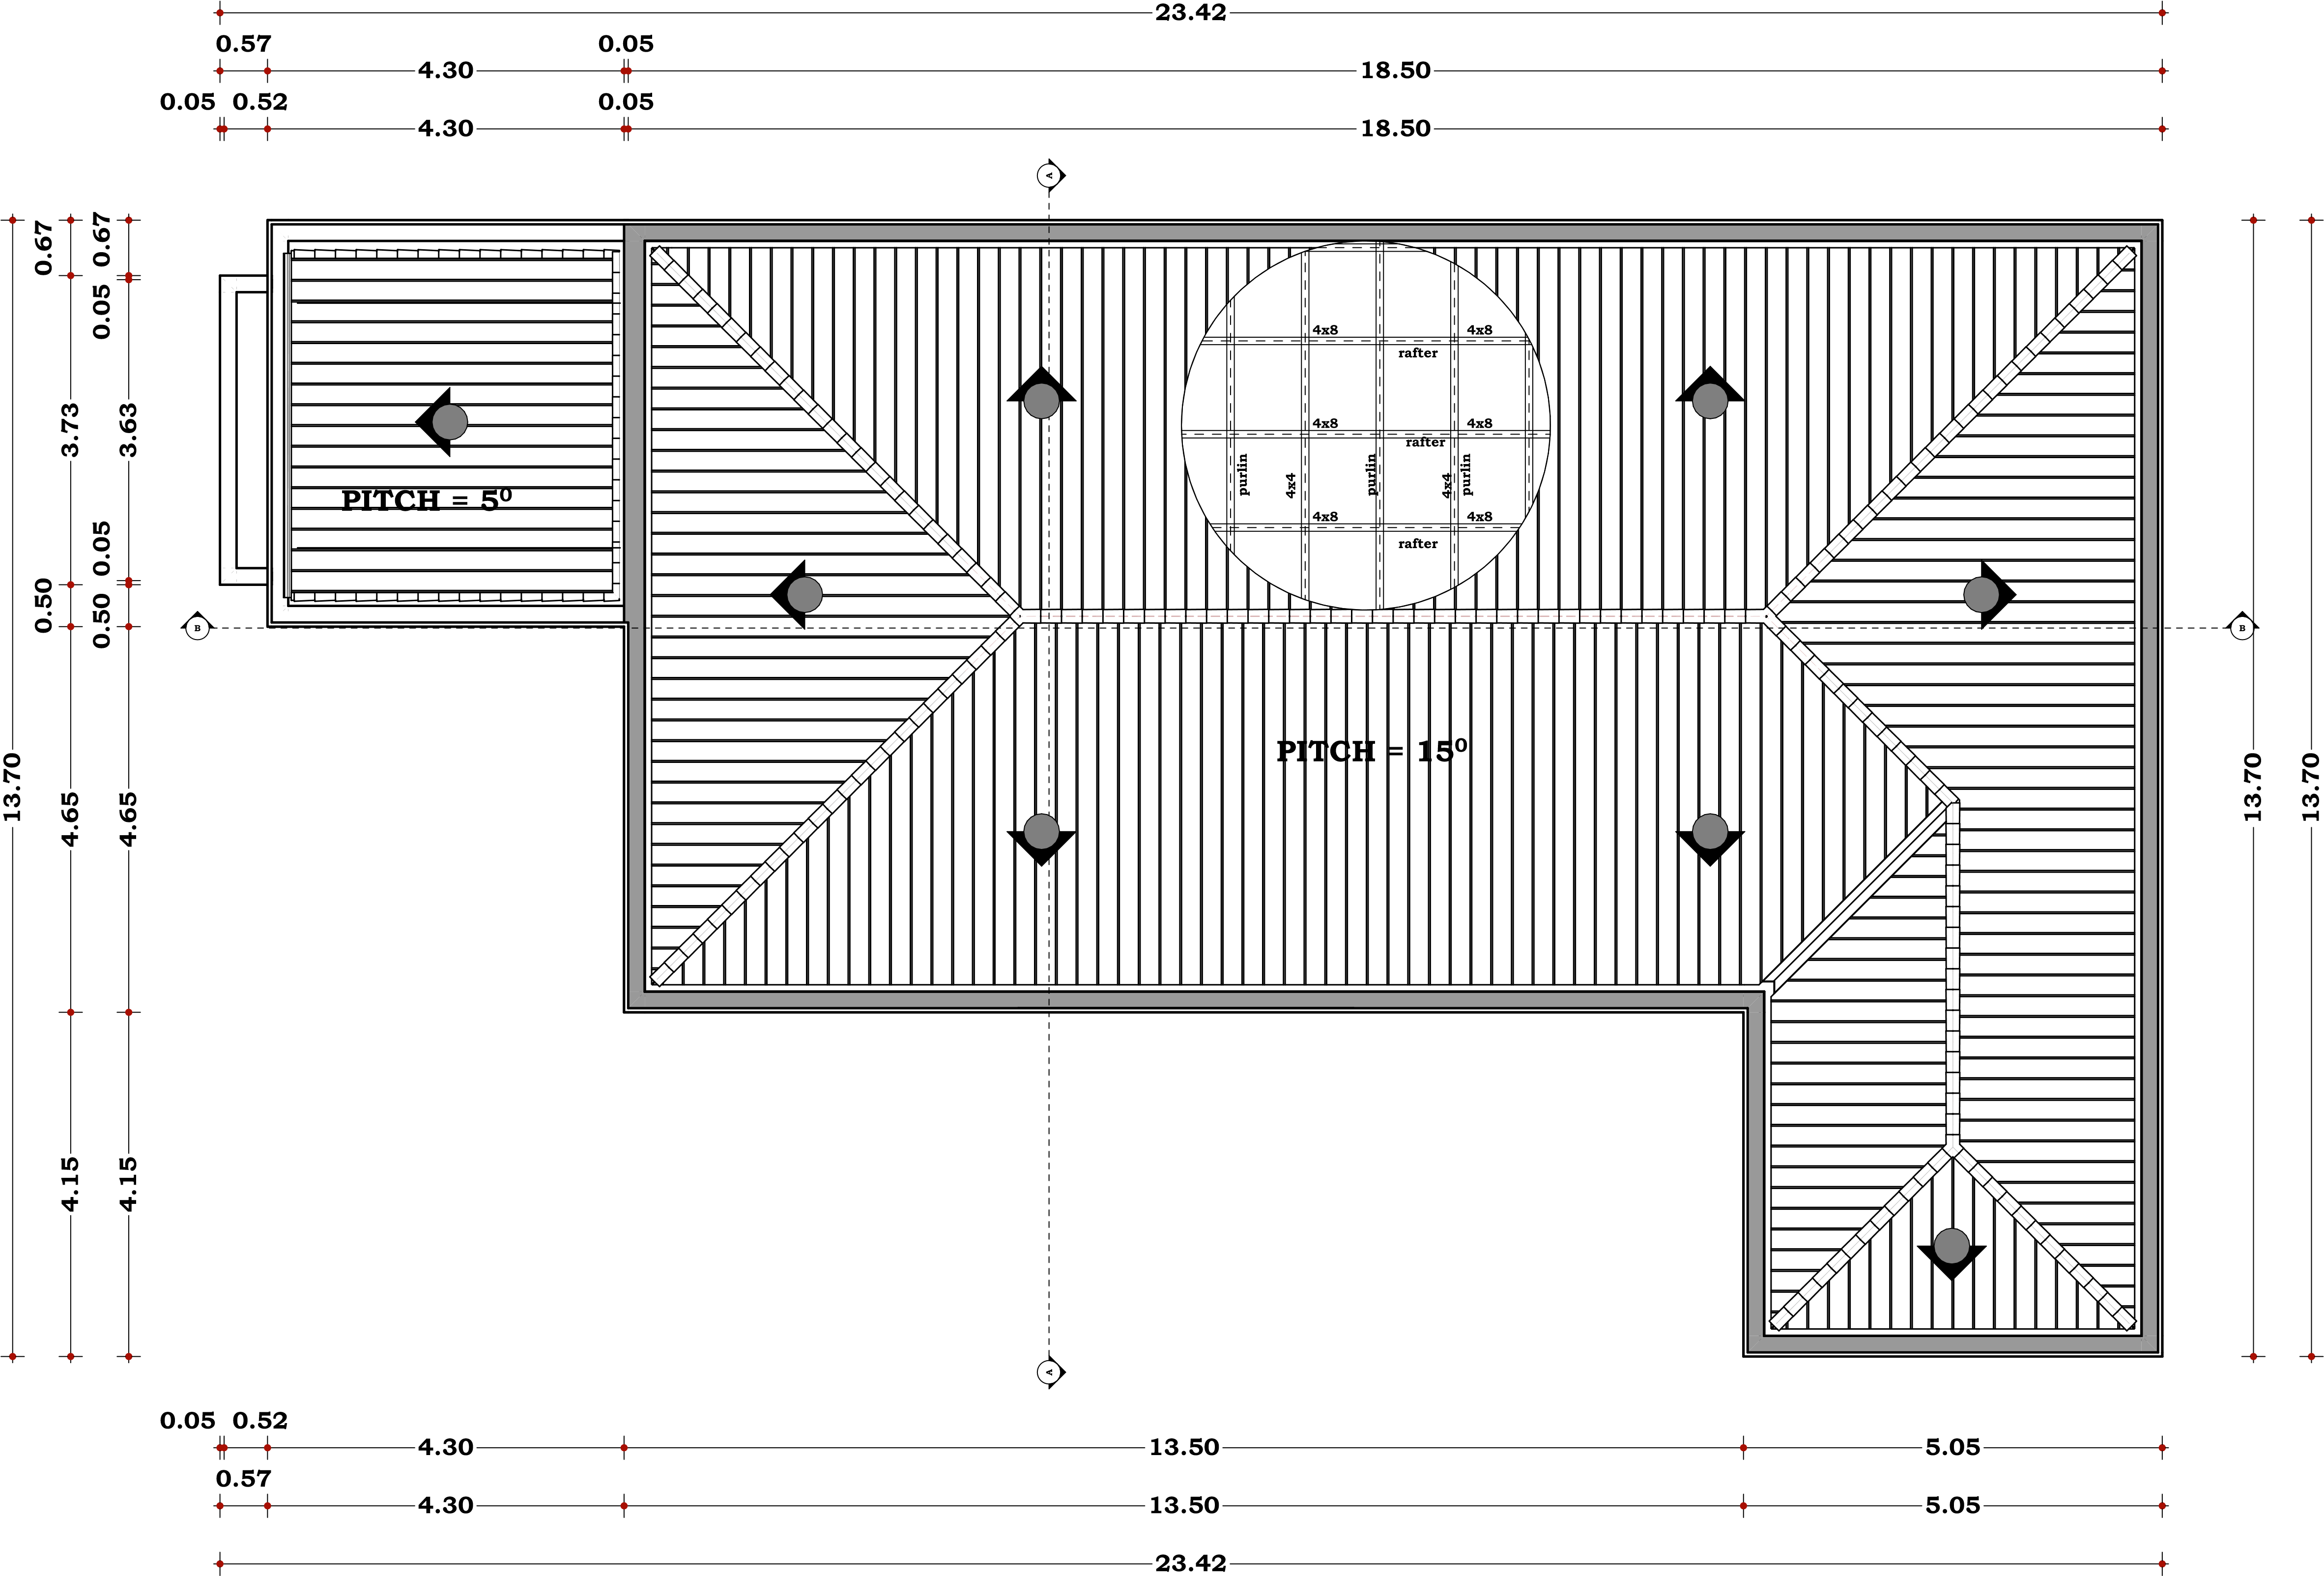 23.42
0.57 0.05
4.30 18.50
0.05 0.52 0.05
4.30 18.50
A
0.67 0.67
0.05
3.73 3.63
0.05
0.50 0.50
4.65 4.65
4.15 4.15
13.70
13.70 13.70
4x8 4x8
rafter
4x8 4x8
rafter
purlin 4x4 purlin 4x4 purlin
4x8 4x8
rafter
PITCH = 5⁰
B B
PITCH = 15⁰
A
0.05 0.52
4.30 13.50 5.05
0.57
4.30 13.50 5.05
23.42